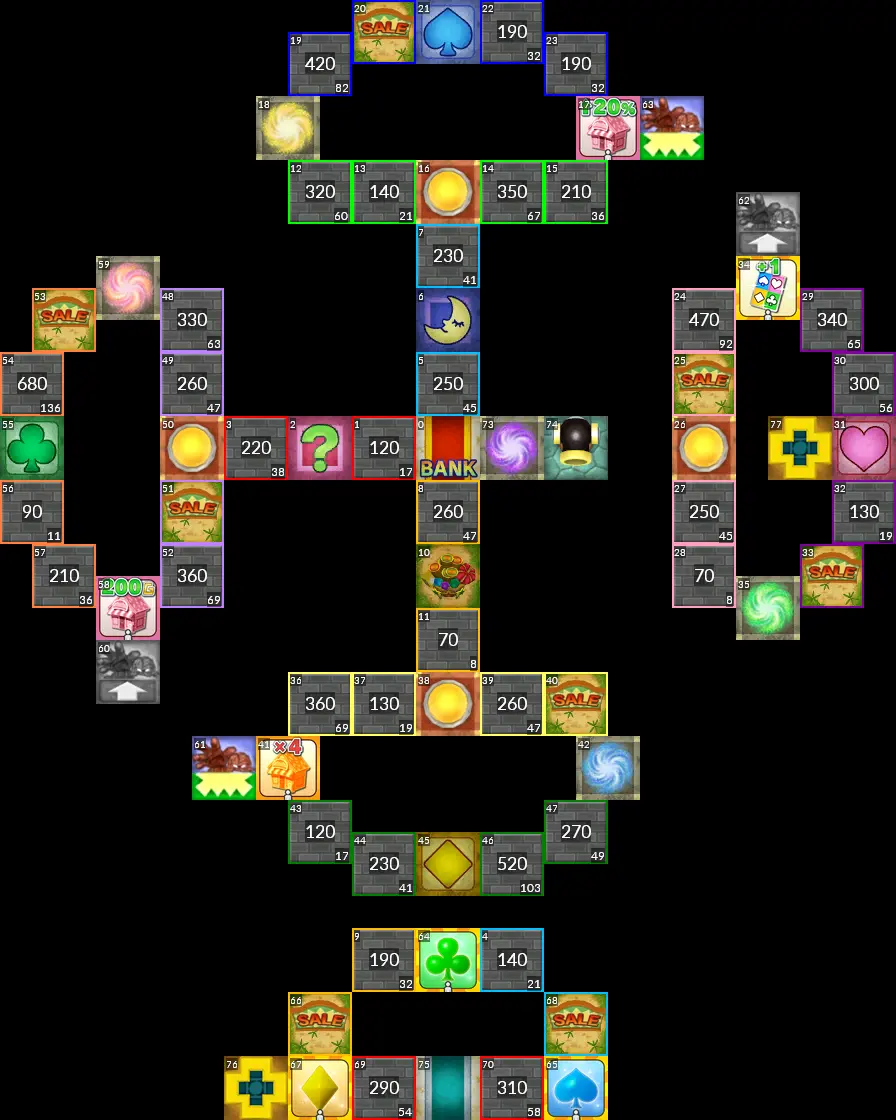 20 SALE 21 22 190 32
19 420 82 23 190 32
18 17 20% 63
12 320 60 13 140 21 16 14 350 67 15 210 36
62
7 230 41
59 34 +1
53 SALE 48 330 63 6 24 470 92 29 340 65
54 680 136 49 260 47 5 250 45 25 SALE 30 300 56
55 50 3 220 38 2 ? 1 120 17 0 BANK 73 74 26 77 31
56 90 11 51 SALE 8 260 47 27 250 45 32 130 19
57 210 36 52 360 69 10 28 70 8 33 SALE
58 200G 35
60 11 70 8
36 360 69 37 130 19 38 39 260 47 40 SALE
61 41 ×4 42
43 120 17 47 270 49
44 230 41 45 46 520 103
9 190 32 64 4 140 21
66 SALE 68 SALE
76 67 69 290 54 75 70 310 58 65